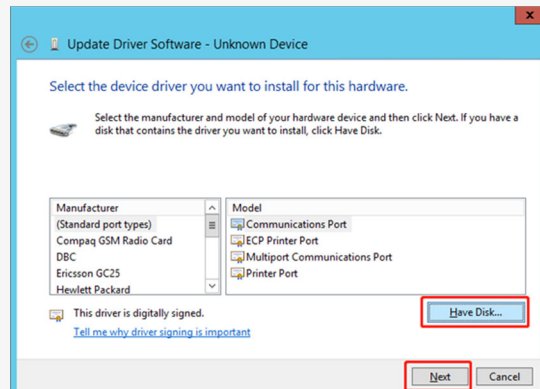 x
Update Driver Software - Unknown Device
Select the device driver you want to install for this hardware.
Select the manufacturer and model of your hardware device and then click Next. If you have a
disk that contains the driver you want to install, click Have Disk.
Manufacturer
(Standard port types)
Compaq GSM Radio Card
DBC
Ericsson GC25
Hewlett Packard
Model
Communications Port
ECP Printer Port
Multiport Communications Port
Printer Port
This driver is digitally signed.
Tell me why driver signing is important
Have Disk...
Next
Cancel